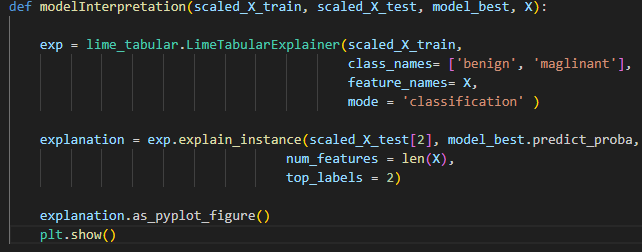 def modelInterpretation(scaled_X_train, scaled_X_test, model_best, X):
exp = lime_tabular.LimeTabularExplainer(scaled_X_train,
class_names= ['benign', 'maglinant'],
feature_names= X,
mode = 'classification' )
explanation = exp.explain_instance(scaled_X_test[2], model_best.predict_proba,
num_features = len(X),
top_labels = 2)
explanation.as_pyplot_figure()
plt.show()